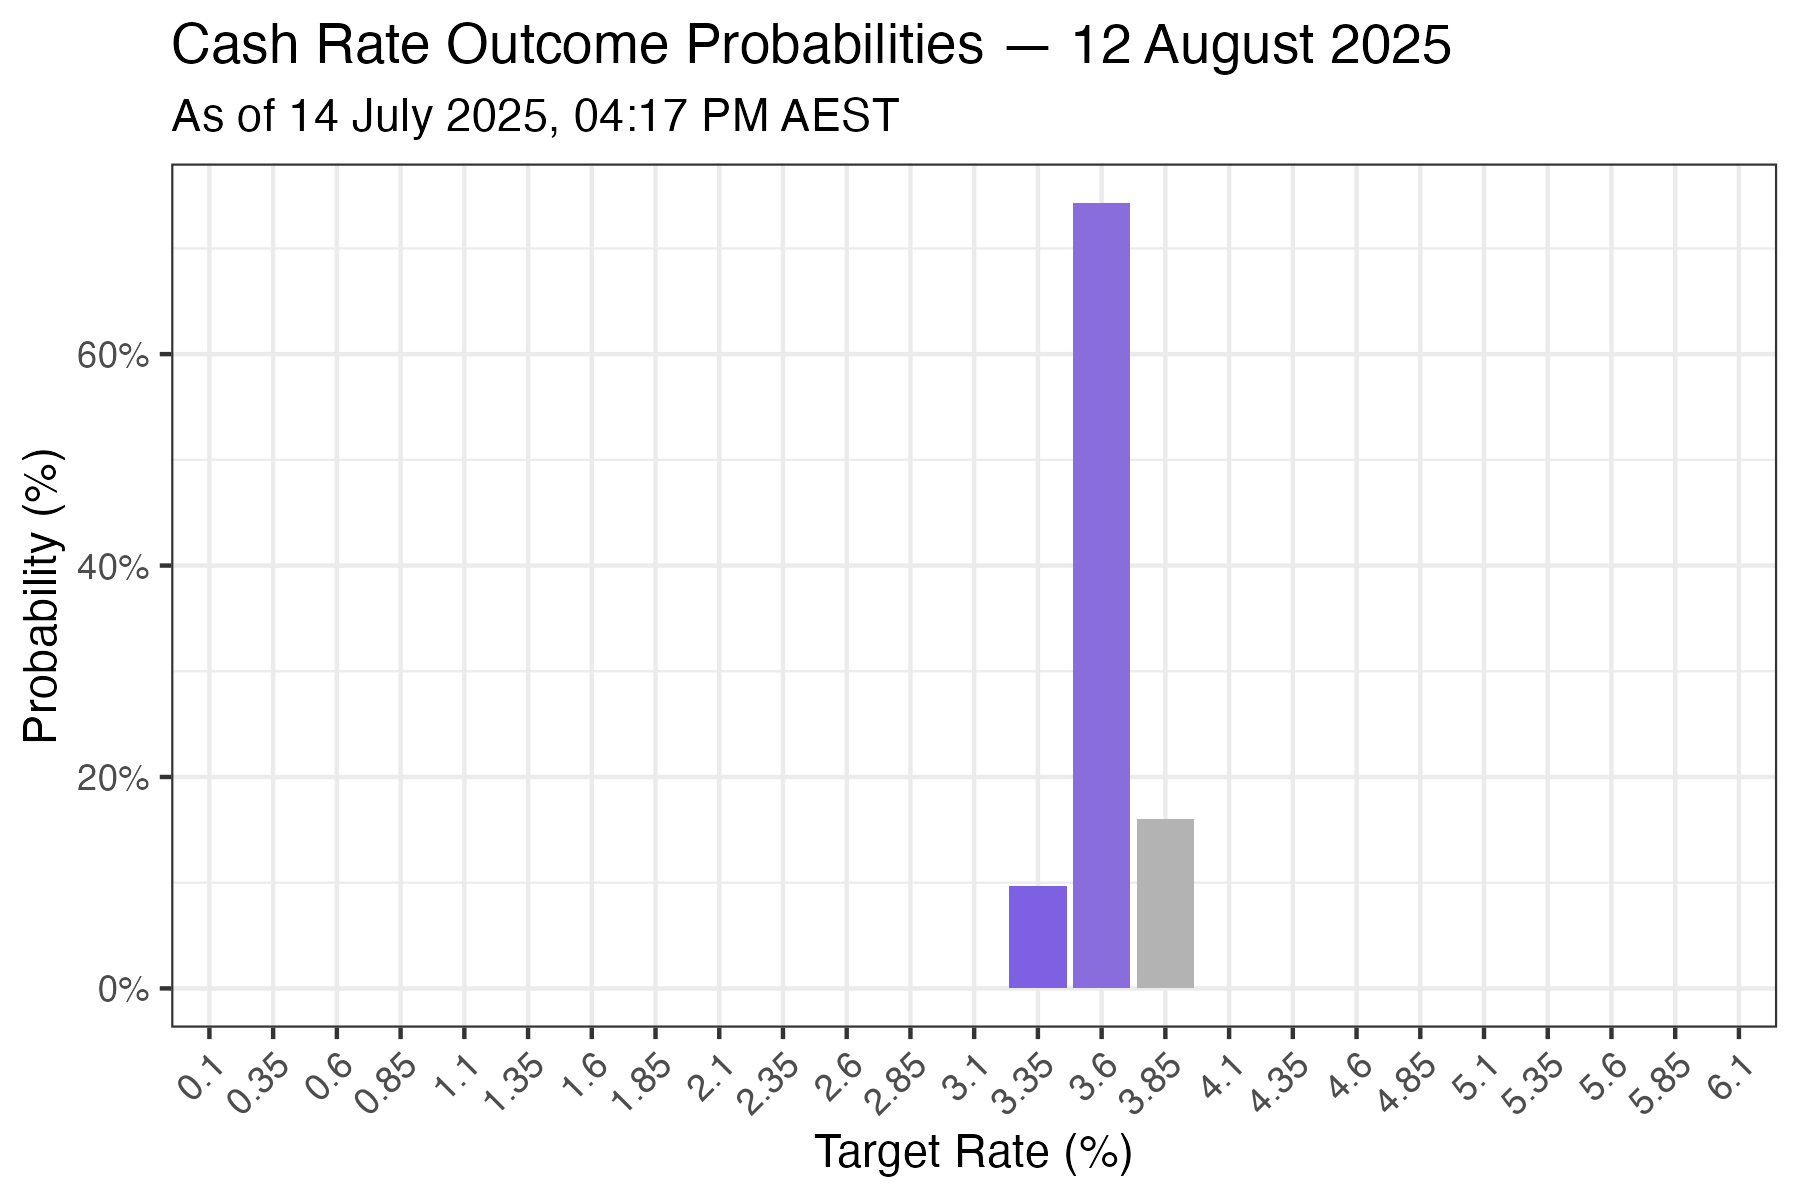 Cash Rate Outcome Probabilities — 12 August 2025
As of 14 July 2025, 04:17 PM AEST
Probability (%)
60%
40%
20%
0%
0.1 0.35 0.6 0.85 1.1 1.35 1.6 1.85 2.1 2.35 2.6 2.85 3.1 3.35 3.6 3.85 4.1 4.35 4.6 4.85 5.1 5.35 5.6 5.85 6.1
Target Rate (%)